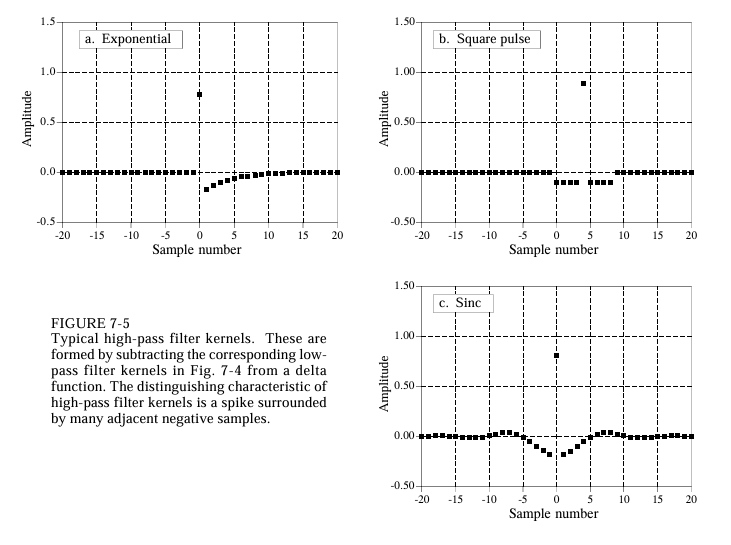 a. Exponential
1.5
1.0
0.5
0.0
-0.5
-20 -15 -10 -5 0 5 10 15 20
Sample number
Amplitude
b. Square pulse
1.50
1.00
0.50
0.00
-0.50
-20 -15 -10 -5 0 5 10 15 20
Sample number
Amplitude
FIGURE 7-5
Typical high-pass filter kernels. These are
formed by subtracting the corresponding low-
pass filter kernels in Fig. 7-4 from a delta
function. The distinguishing characteristic of
high-pass filter kernels is a spike surrounded
by many adjacent negative samples.
c. Sinc
1.50
1.00
0.50
0.00
-0.50
-20 -15 -10 -5 0 5 10 15 20
Sample number
Amplitude